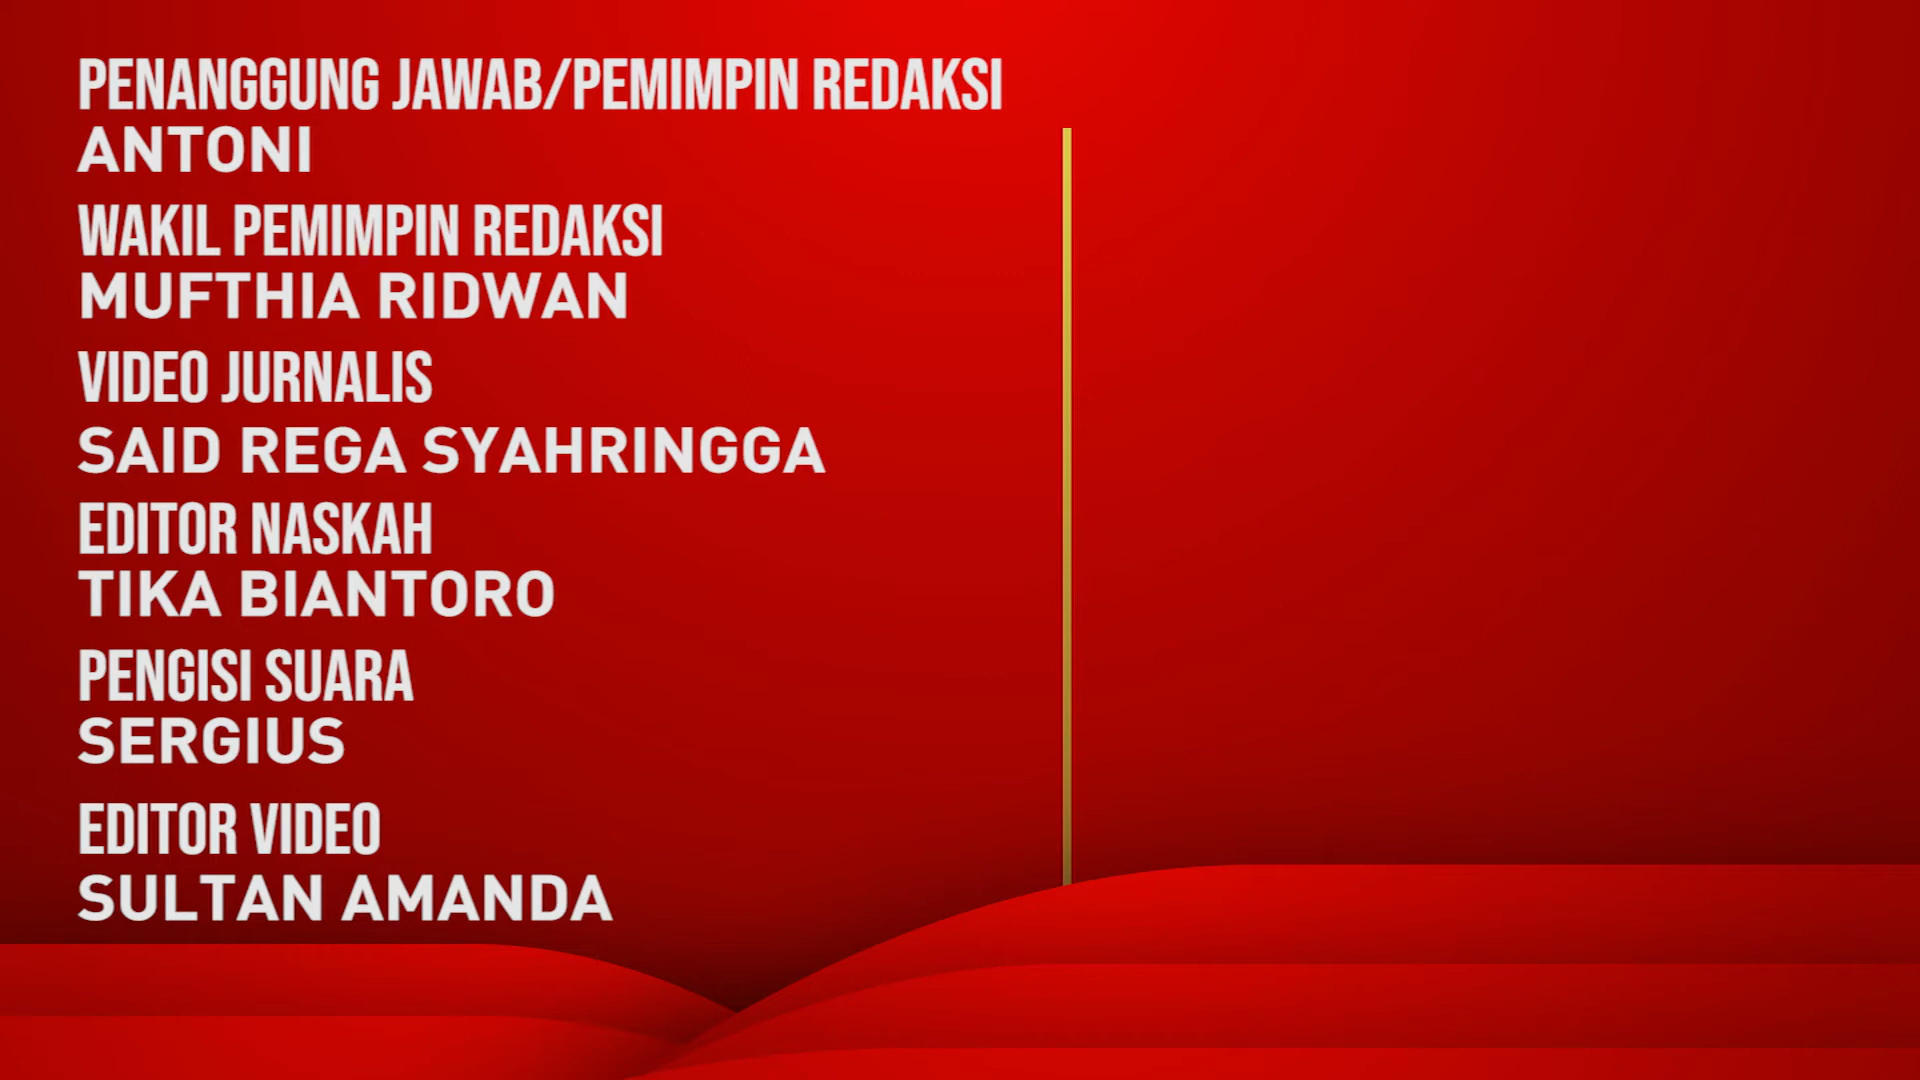 PENANGGUNG JAWAB/PEMIMPIN REDAKSI
ANTONI
WAKIL PEMIMPIN REDAKSI
MUFTHIA RIDWAN
VIDEO JURNALIS
SAID REGA SYAHRINGGA
EDITOR NASKAH
TIKA BIANTORO
PENGISI SUARA
SERGIUS
EDITOR VIDEO
SULTAN AMANDA